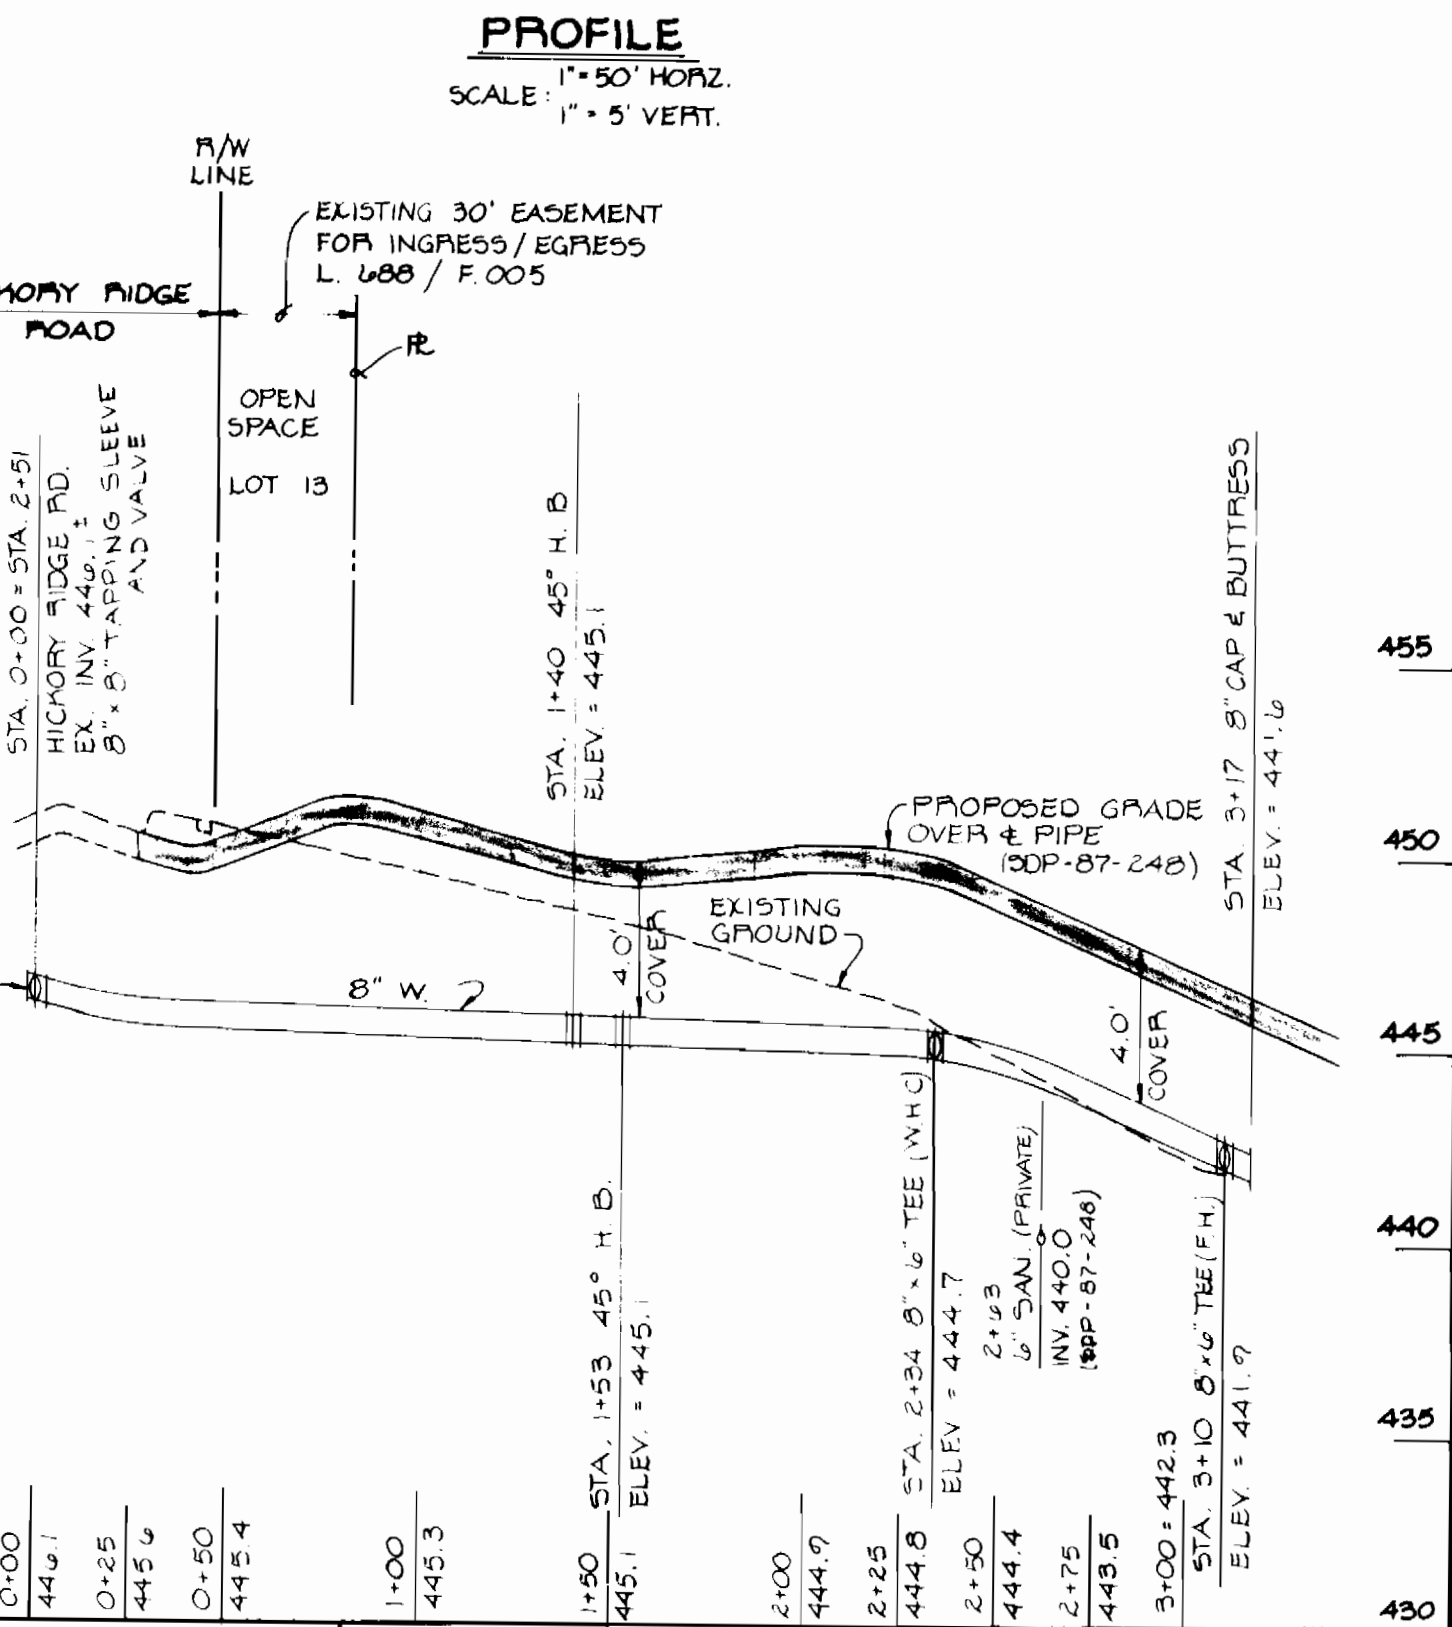 PROFILE
SCALE: 1" = 50' HORZ.
1" = 5' VERT.
R/W
LINE
EXISTING 30' EASEMENT
FOR INGRESS / EGRESS
L. 688 / F. 005
KORY RIDGE
ROAD
PL
OPEN
SPACE
LOT 13
STA. 0+00 = STA. 2+51
HICKORY RIDGE RD.
EX. INV. 446.1 ±
8" x 8" TAPPING SLEEVE
AND VALVE
STA. 1+40 45° H. B
ELEV. = 445.1
STA. 3+17 8" CAP & BUTTRESS
ELEV. = 441.6
455
450
445
440
435
430
PROPOSED GRADE
OVER ℄ PIPE
(SDP-87-248)
EXISTING
GROUND
4.0'
COVER
8" W.
4.0'
COVER
STA. 1+53 45° H. B.
ELEV. = 445.1
STA. 2+34 8" x 6" TEE (W.H.C)
ELEV = 444.7
2+63
6" SAN. (PRIVATE)
INV. 440.0
(SDP-87-248)
STA. 3+10 8" x 6" TEE (F.H.)
ELEV. = 441.9
0+00
446.1
0+25
445 6
0+50
445.4
1+00
445.3
1+50
445.1
2+00
444.9
2+25
444.8
2+50
444.4
2+75
443.5
3+00 = 442.3